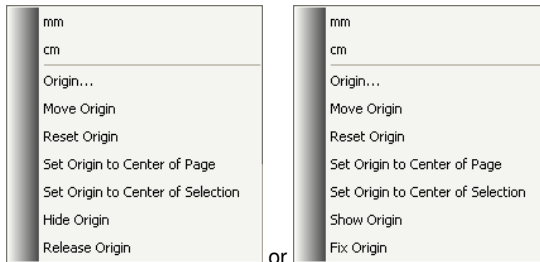 mm
cm
Origin...
Move Origin
Reset Origin
Set Origin to Center of Page
Set Origin to Center of Selection
Hide Origin
Release Origin
or
mm
cm
Origin...
Move Origin
Reset Origin
Set Origin to Center of Page
Set Origin to Center of Selection
Show Origin
Fix Origin